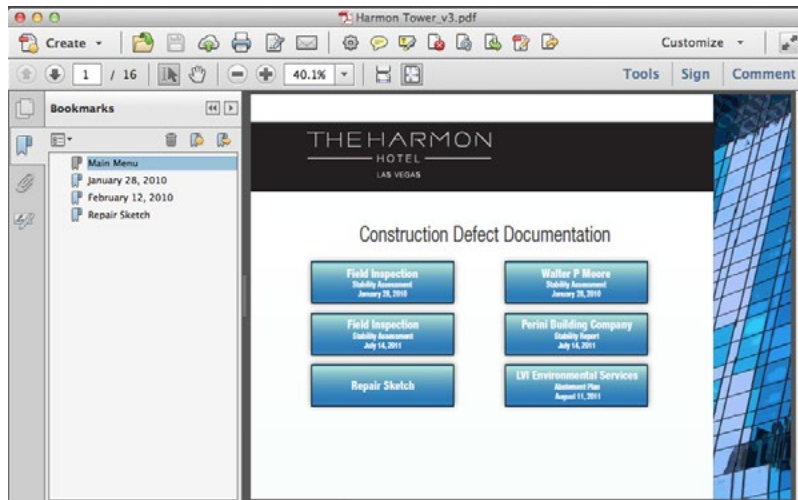 Harmon Tower_v3.pdf
Create
Customize
1 / 16
40.1%
Tools Sign Comment
Bookmarks
Main Menu
January 28, 2010
February 12, 2010
Repair Sketch
THE HARMON
HOTEL
LAS VEGAS
Construction Defect Documentation
Field Inspection
Stability Assessment
January 28, 2010
Walter P Moore
Stability Assessment
January 28, 2010
Field Inspection
Stability Assessment
July 14, 2011
Perini Building Company
Stability Report
July 14, 2011
Repair Sketch
LVI Environmental Services
Abatement Plan
August 11, 2011